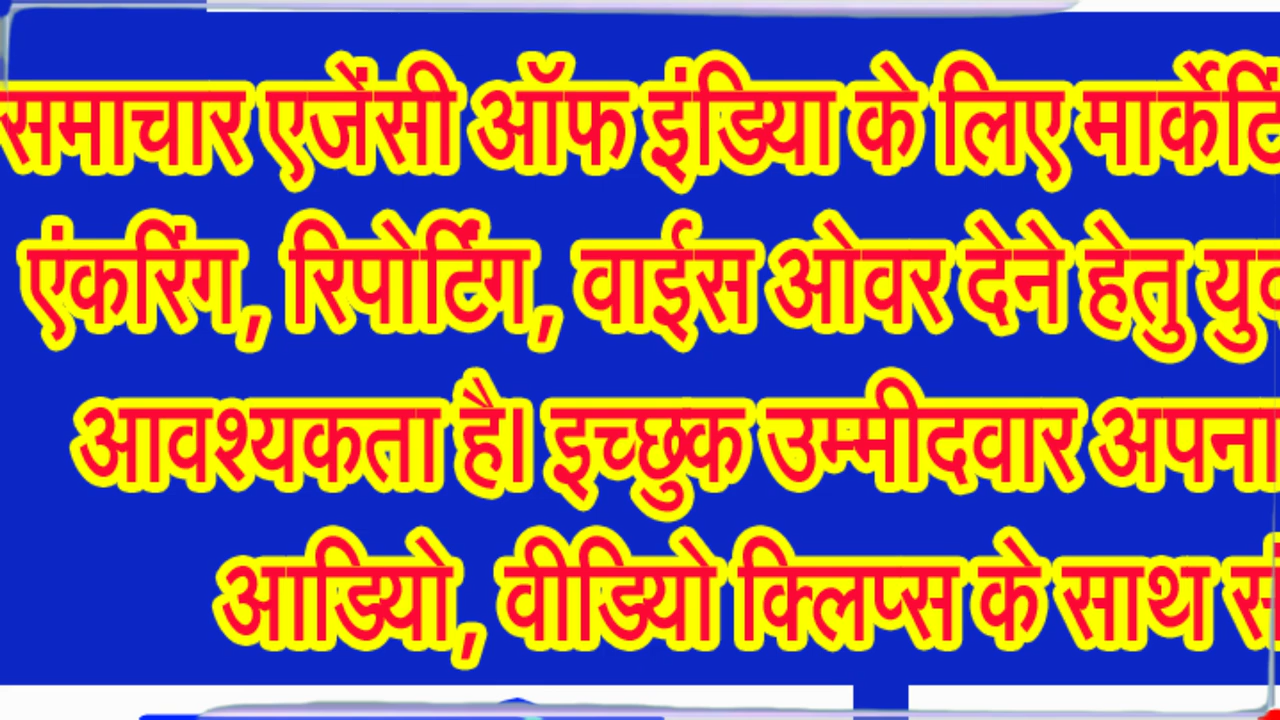 समाचार एजेंसी ऑफ इंडिया के लिए
एंकरिंग, रिपोर्टिंग, वाईस ओवर देने हेतु
आवश्यकता है। इच्छुक उम्मीदवार अपना
आडियो, वीडियो क्लिप्स के साथ